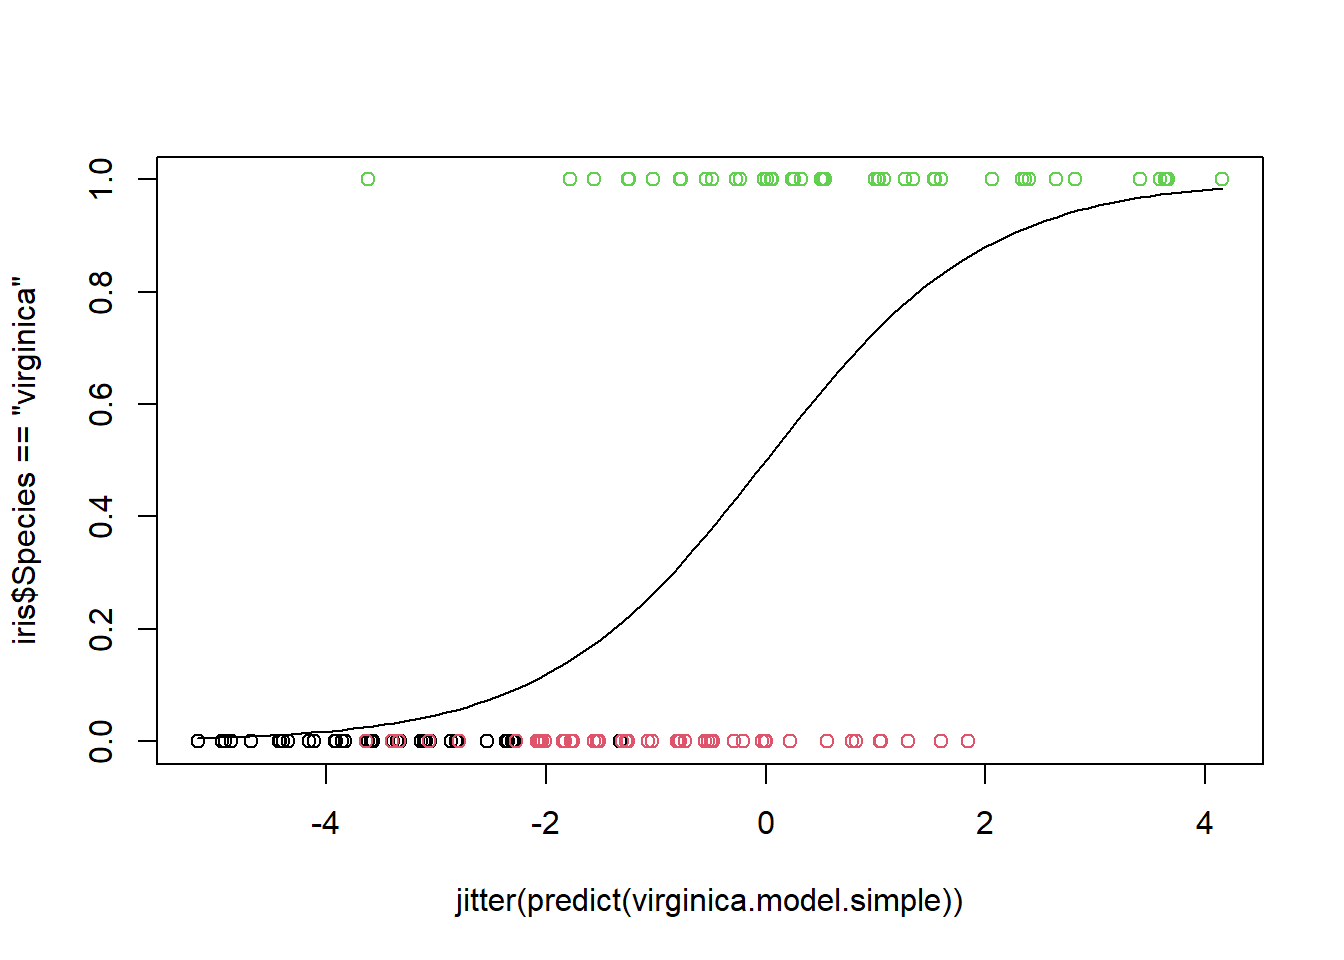 iris$Species == "virginica"
1.0
0.8
0.6
0.4
0.2
0.0
-4 -2 0 2 4
jitter(predict(virginica.model.simple))